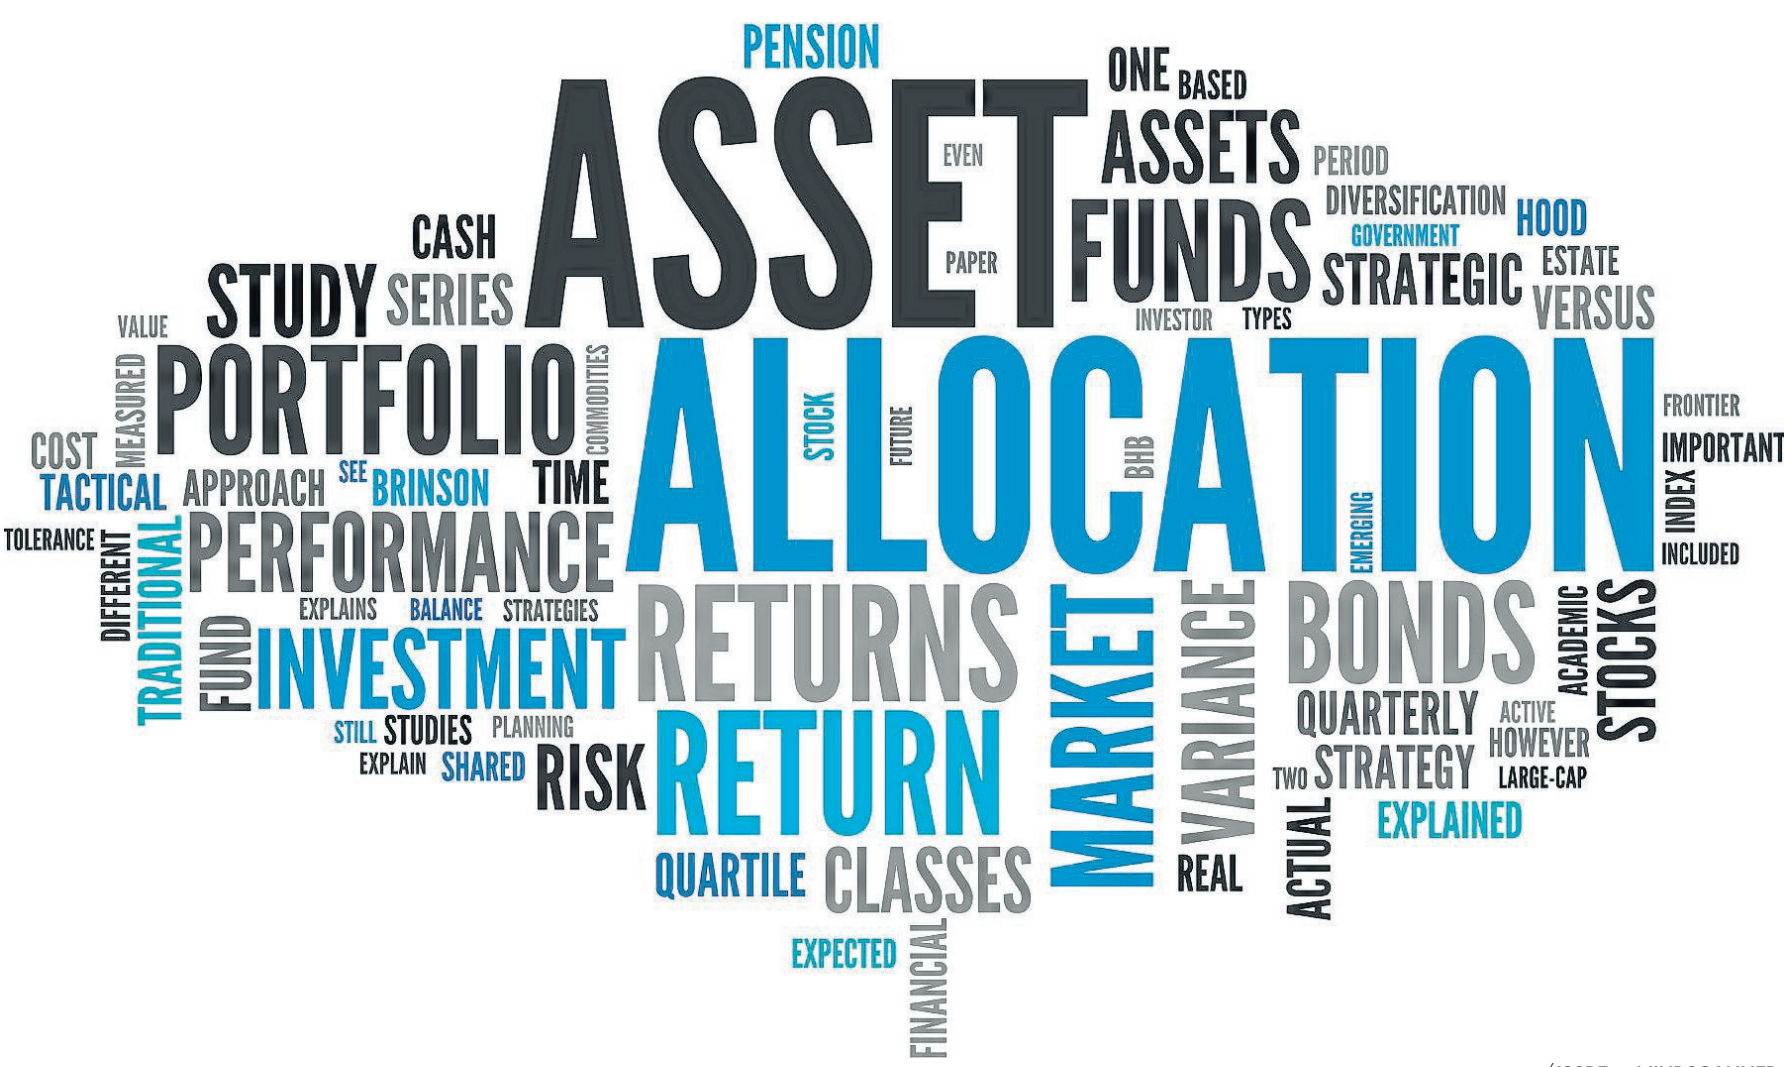 PENSION
ONE
BASED
ASSET
ASSETS
EVEN
PERIOD
DIVERSIFICATION
HOOD
CASH
FUNDS
GOVERNMENT
PAPER
ESTATE
STUDY
SERIES
STRATEGIC
VERSUS
VALUE
INVESTOR
TYPES
PORTFOLIO
COMMODITIES
MEASURED
ALLOCATION
STOCK
FUTURE
BHB
EMERGING
FRONTIER
COST
IMPORTANT
TACTICAL
APPROACH
SEE
BRINSON
TIME
INDEX
TOLERANCE
DIFFERENT
TRADITIONAL
PERFORMANCE
INCLUDED
EXPLAINS
BALANCE
STRATEGIES
RETURNS
MARKET
VARIANCE
BONDS
ACADEMIC
STOCKS
FUND
INVESTMENT
QUARTERLY
ACTIVE
STILL
STUDIES
PLANNING
RETURN
HOWEVER
EXPLAIN
SHARED
RISK
TWO
STRATEGY
LARGE-CAP
EXPLAINED
ACTUAL
QUARTILE
CLASSES
REAL
EXPECTED
FINANCIAL